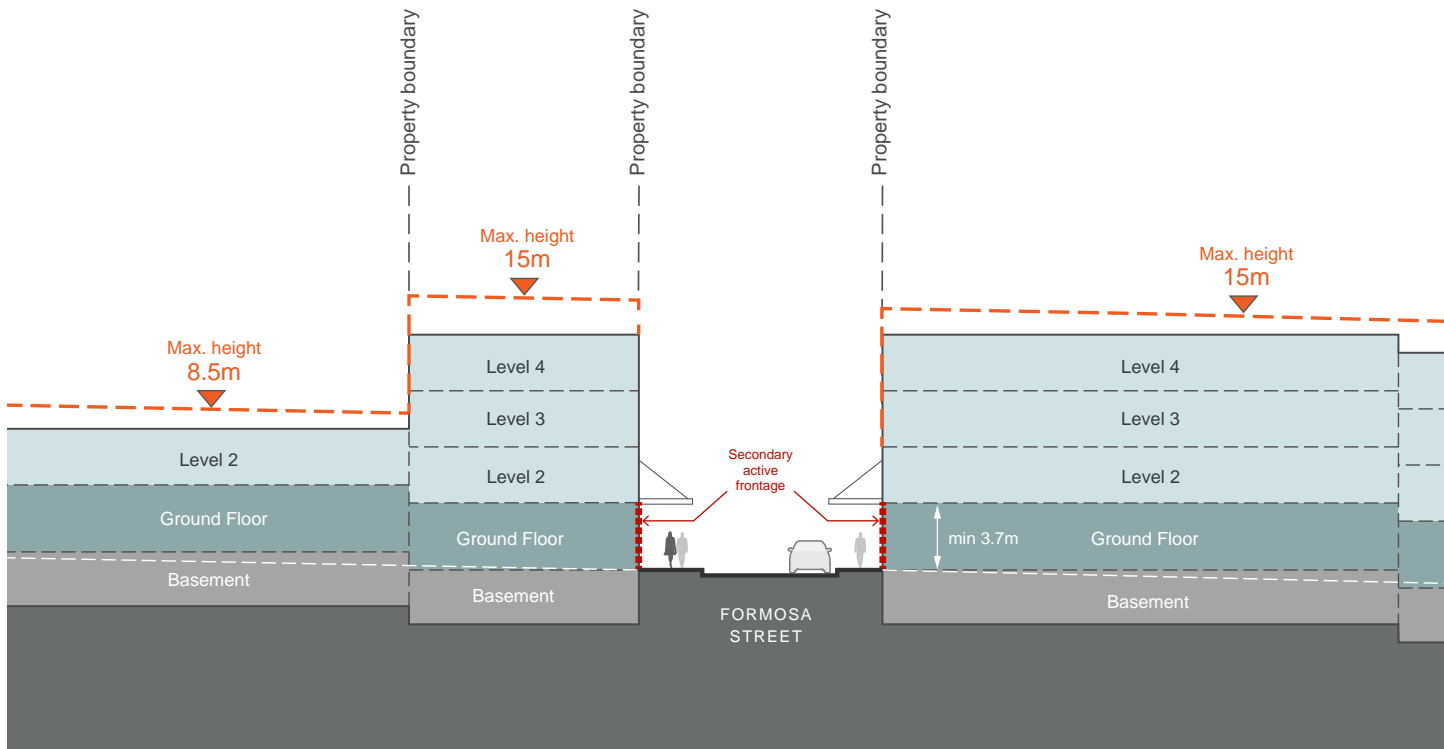 Property boundary
Property boundary
Property boundary
Max. height
15m
Max. height
15m
Max. height
8.5m
Level 4
Level 3
Level 2
Level 2
Ground Floor
Ground Floor
Basement
Basement
Secondary
active
frontage
Level 4
Level 3
Level 2
min 3.7m
Ground Floor
Basement
FORMOSA
STREET